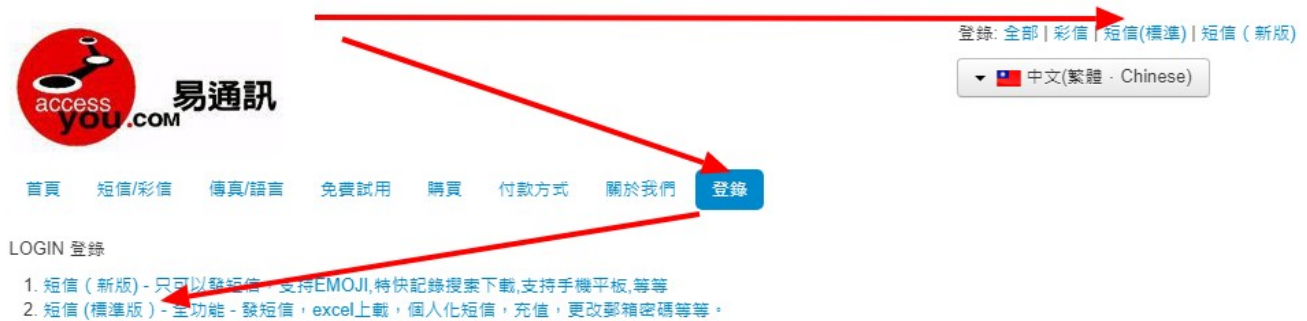 登錄: 全部 | 彩信 | 短信(標準) | 短信（新版)
中文(繁體 - Chinese)
access
you.com
易通訊
首頁 短信/彩信 傳真/語言 免費試用 購買 付款方式 關於我們 登錄
LOGIN 登錄
1. 短信（新版) - 只可以發短信，支持EMOJI,特快記錄搜索下載,支持手機平板,等等
2. 短信 (標準版）- 全功能 - 發短信，excel上載，個人化短信，充值，更改郵箱密碼等等。